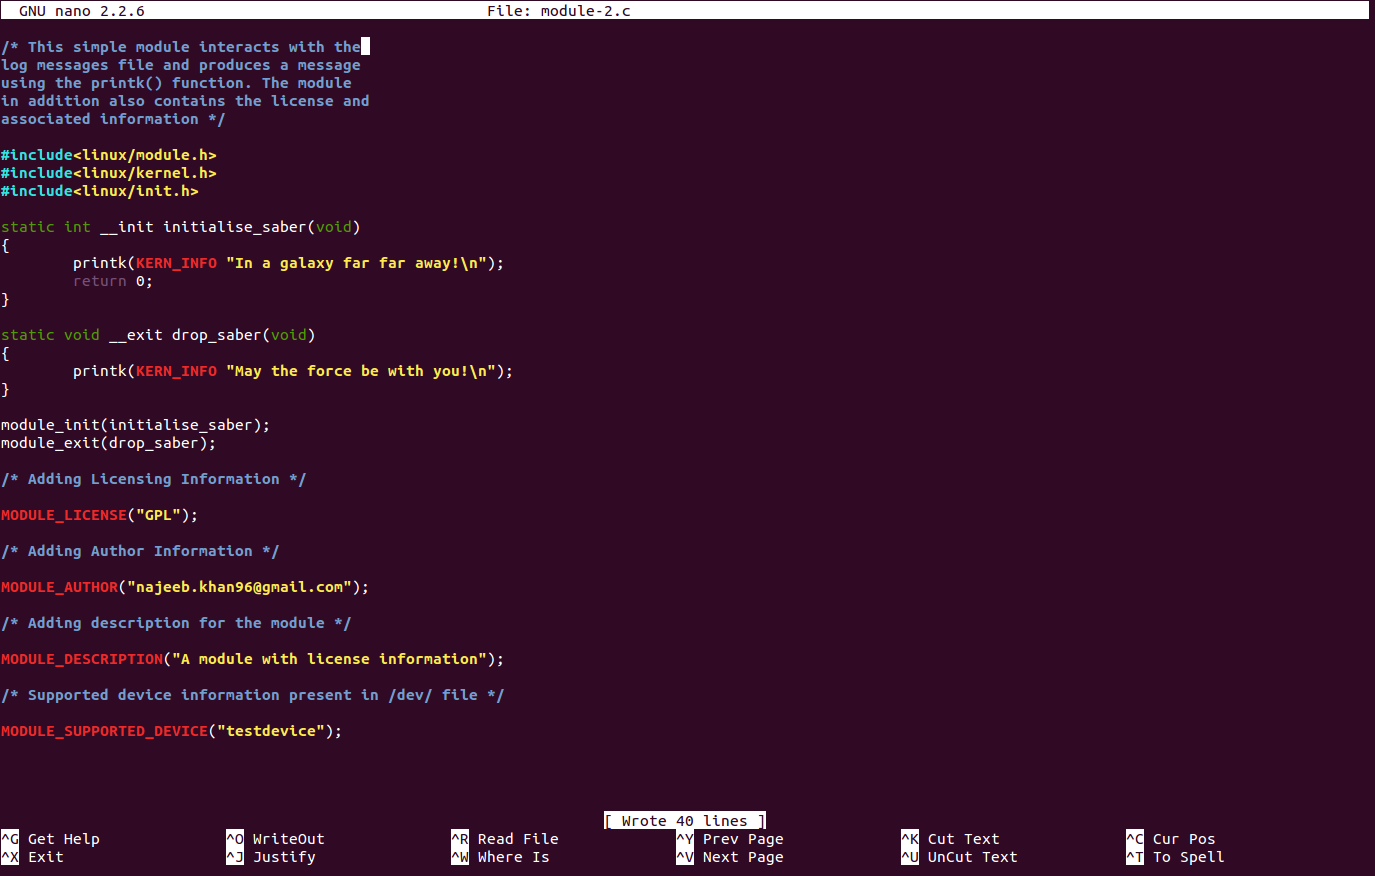 GNU nano 2.2.6 File: module-2.c
/* This simple module interacts with the
log messages file and produces a message
using the printk() function. The module
in addition also contains the license and
associated information */
#include<linux/module.h>
#include<linux/kernel.h>
#include<linux/init.h>
static int __init initialise_saber(void)
{
        printk(KERN_INFO "In a galaxy far far away!\n");
        return 0;
}
static void __exit drop_saber(void)
{
        printk(KERN_INFO "May the force be with you!\n");
}
module_init(initialise_saber);
module_exit(drop_saber);
/* Adding Licensing Information */
MODULE_LICENSE("GPL");
/* Adding Author Information */
MODULE_AUTHOR("najeeb.khan96@gmail.com");
/* Adding description for the module */
MODULE_DESCRIPTION("A module with license information");
/* Supported device information present in /dev/ file */
MODULE_SUPPORTED_DEVICE("testdevice");
[ Wrote 40 lines ]
^G Get Help ^O WriteOut ^R Read File ^Y Prev Page ^K Cut Text ^C Cur Pos
^X Exit ^J Justify ^W Where Is ^V Next Page ^U UnCut Text ^T To Spell